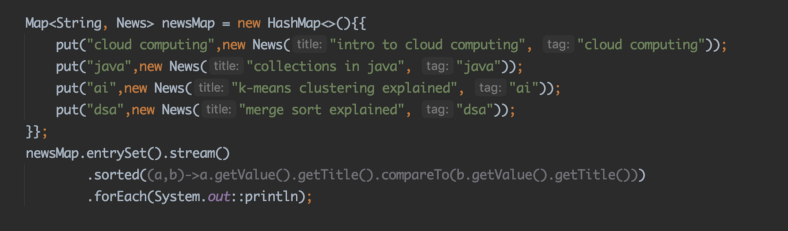 Map<String, News> newsMap = new HashMap<>(){{
put("cloud computing",new News( title: "intro to cloud computing", tag: "cloud computing"));
put("java",new News( title: "collections in java", tag: "java"));
put("ai",new News( title: "k-means clustering explained", tag: "ai"));
put("dsa",new News( title: "merge sort explained", tag: "dsa"));
}};
newsMap.entrySet().stream()
.sorted((a,b)->a.getValue().getTitle().compareTo(b.getValue().getTitle()))
.forEach(System.out::println);